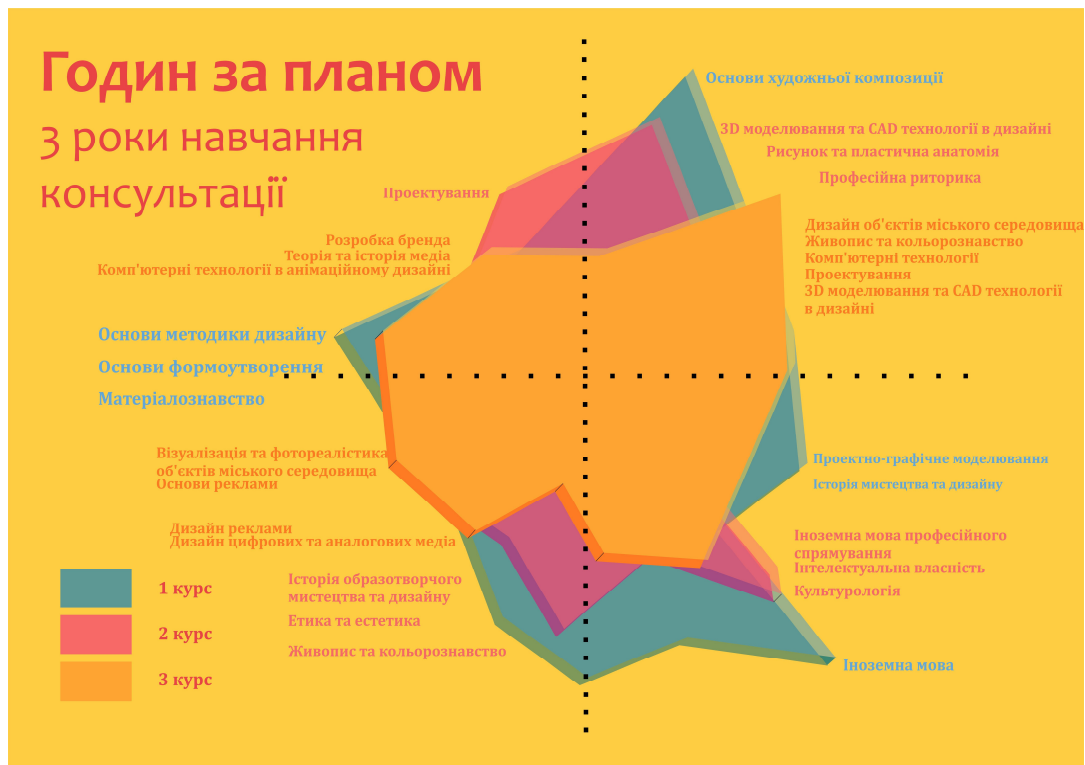 Годин за планом
3 роки навчання
консультації
Основи художньої композиції
3D моделювання та CAD технології в дизайні
Рисунок та пластична анатомія
Професійна риторика
Проектування
Дизайн об'єктів міського середовища
Живопис та кольорознавство
Комп'ютерні технології
Проектування
3D моделювання та CAD технології
в дизайні
Розробка бренда
Теорія та історія медіа
Комп'ютерні технології в анімаційному дизайні
Основи методики дизайну
Основи формоутворення
Матеріалознавство
Візуалізація та фотореалістика
об'єктів міського середовища
Основи реклами
Проектно-графічне моделювання
Історія мистецтва та дизайну
Дизайн реклами
Дизайн цифрових та аналогових медіа
Іноземна мова професійного
спрямування
Інтелектуальна власність
Культурологія
Історія образотворчого
мистецтва та дизайну
Етика та естетика
Живопис та кольорознавство
Іноземна мова
1 курс
2 курс
3 курс